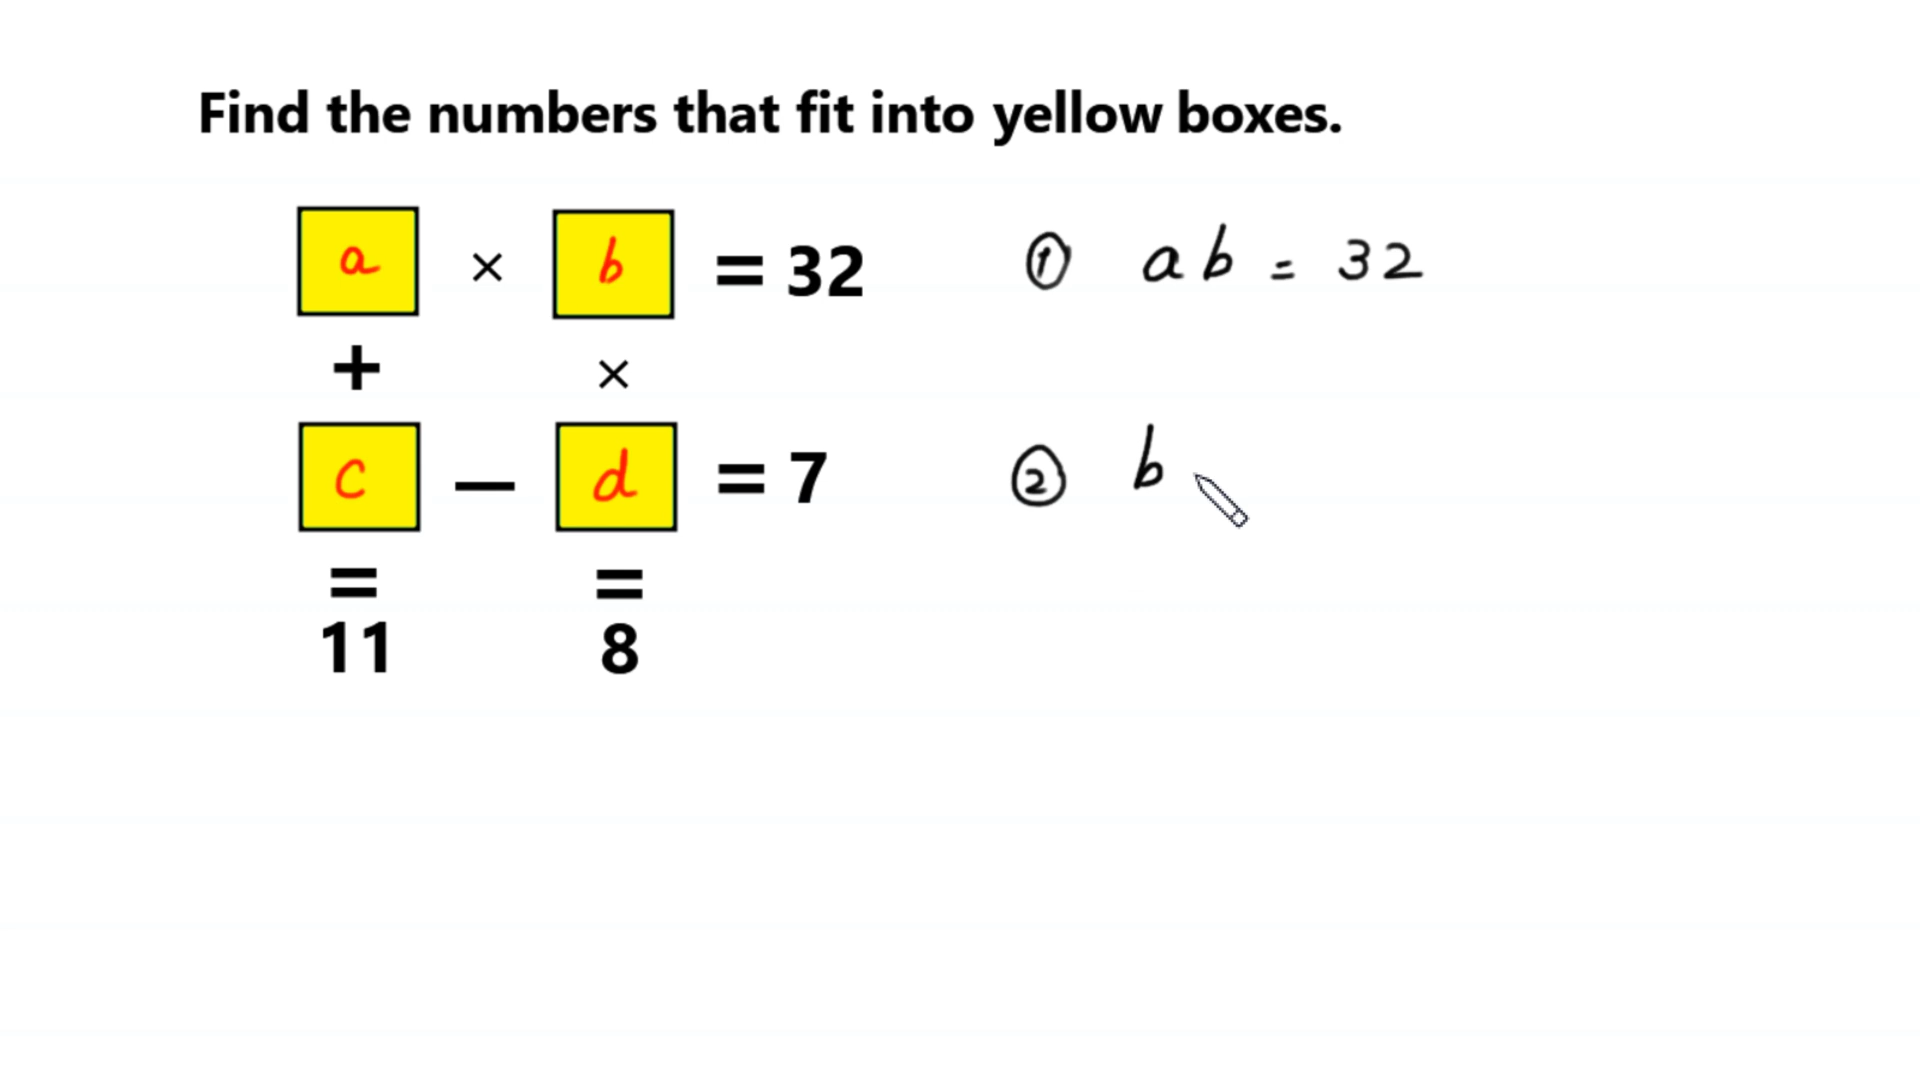 Find the numbers that fit into yellow boxes.
a × b = 32 ① ab = 32
+ ×
c − d = 7 ② b
= =
11 8